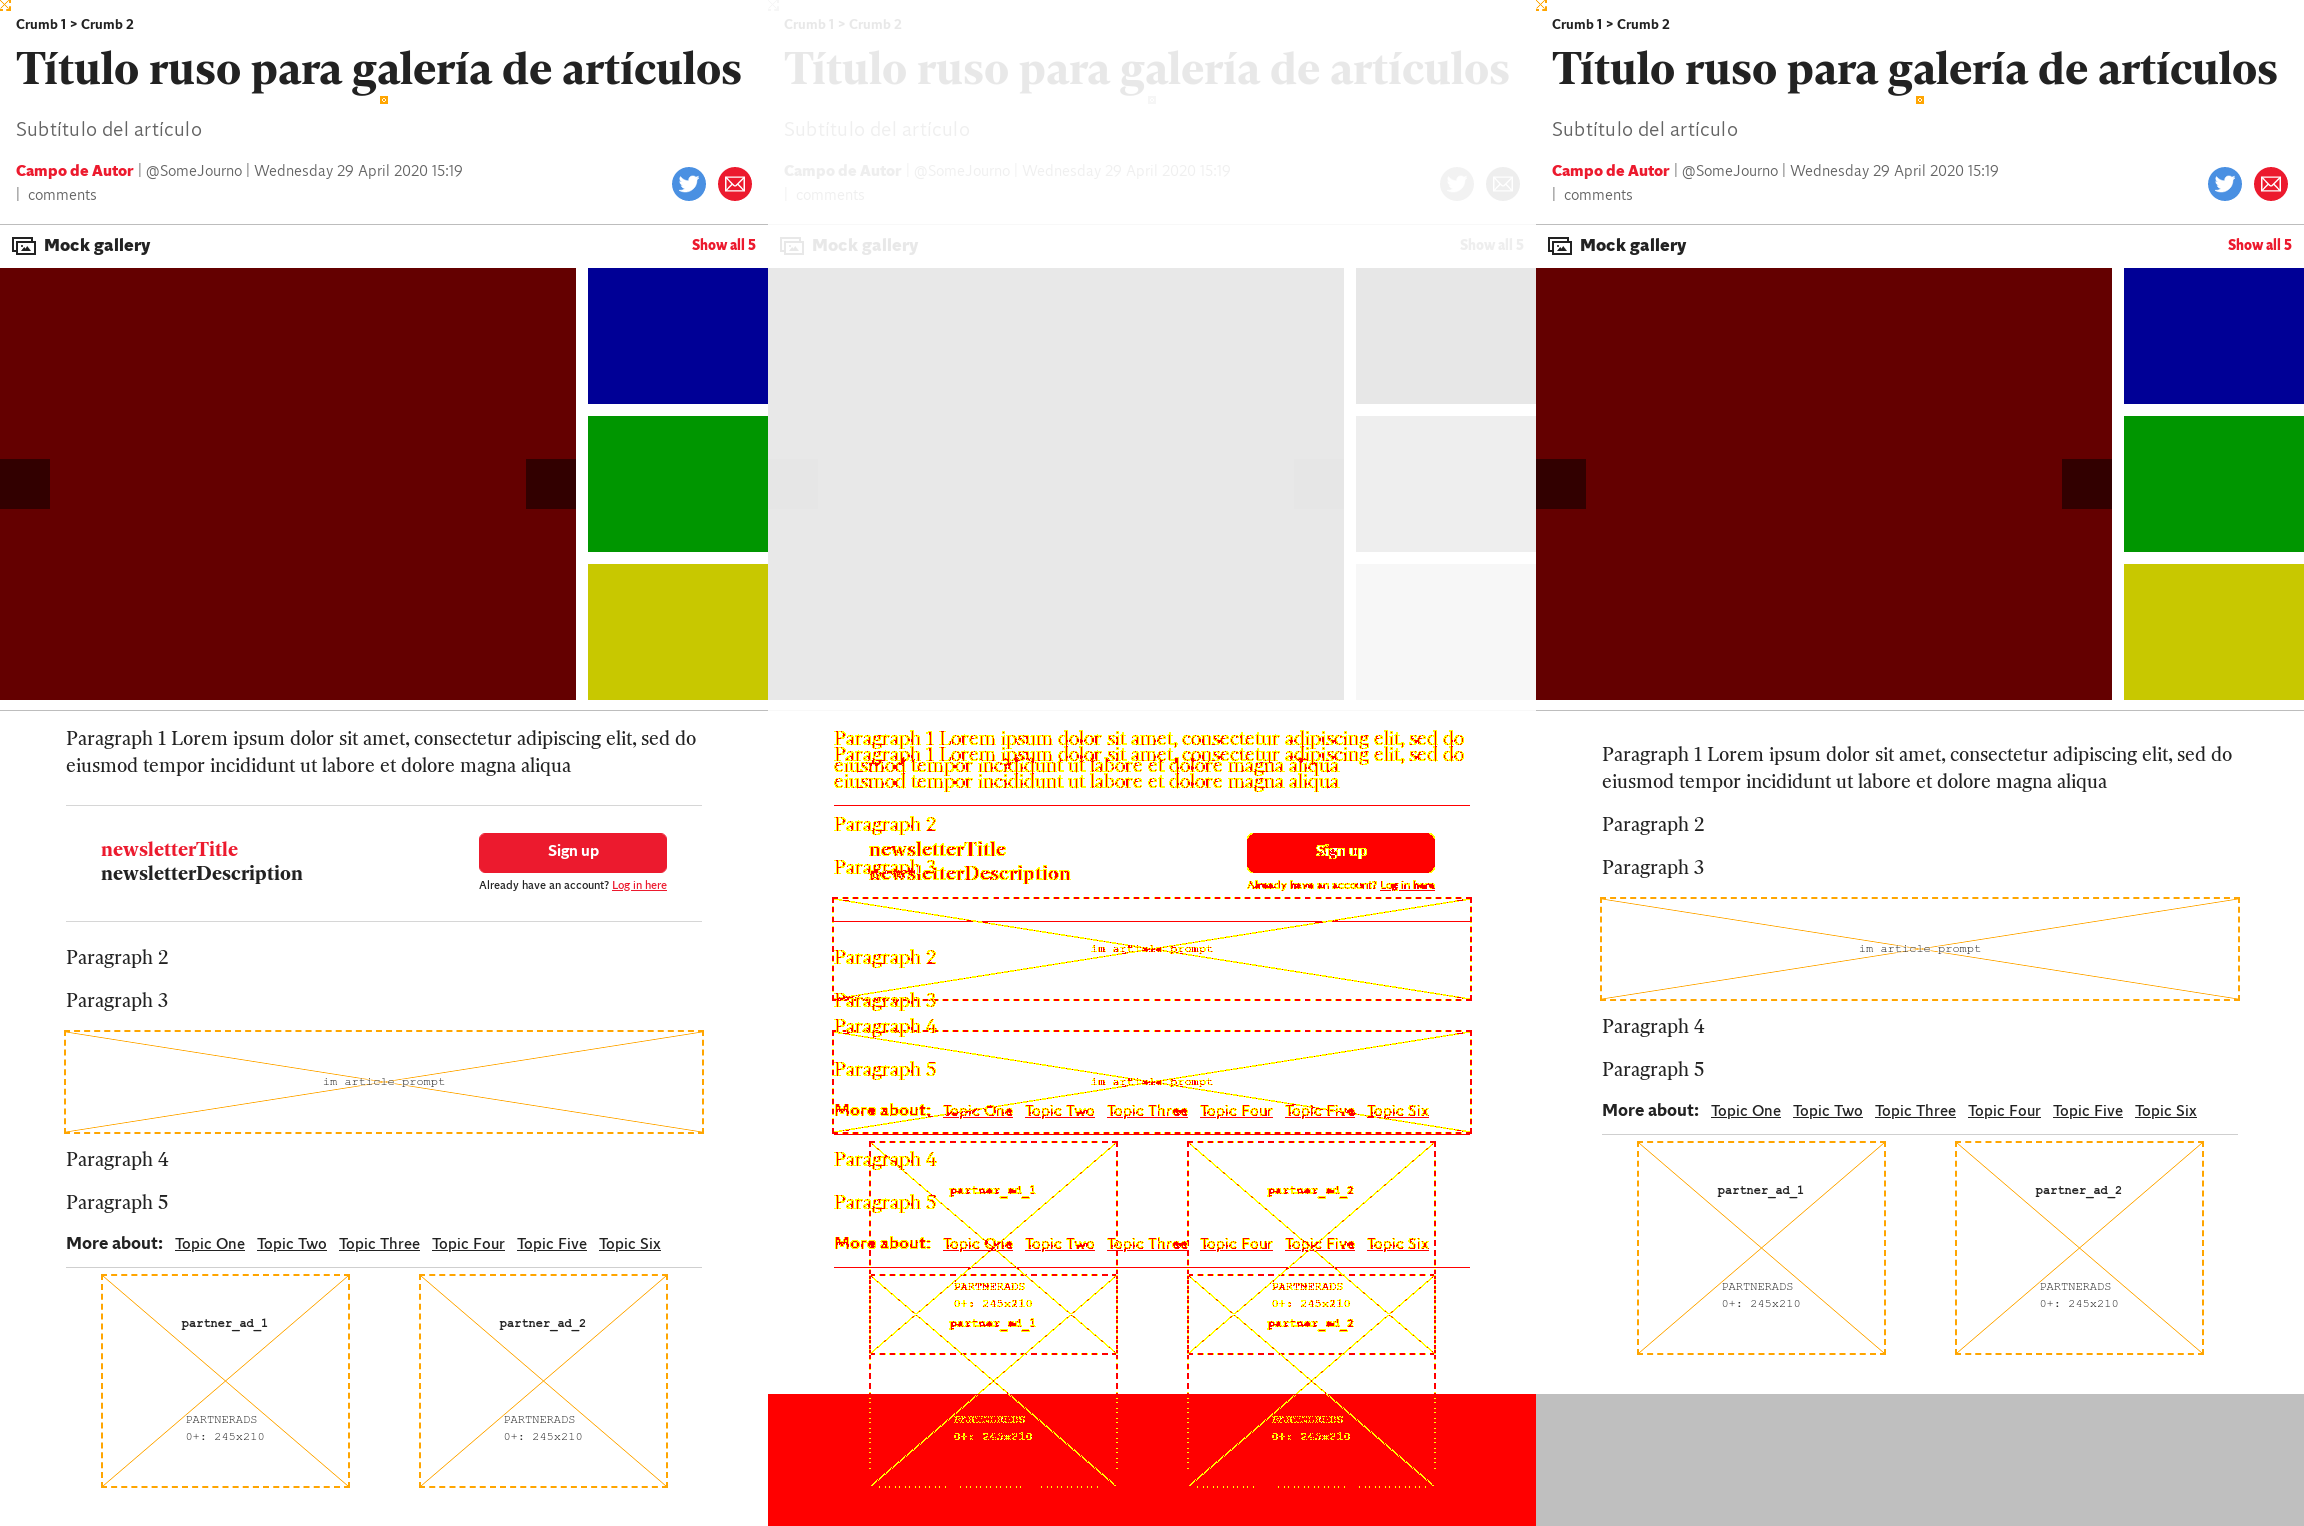 Crumb 1 > Crumb 2
Título ruso para galería de artículos
Subtítulo del artículo
Campo de Autor | @SomeJourno | Wednesday 29 April 2020 15:19
| comments
Mock gallery
Show all 5
Paragraph 1 Lorem ipsum dolor sit amet, consectetur adipiscing elit, sed do
eiusmod tempor incididunt ut labore et dolore magna aliqua
newsletterTitle
newsletterDescription
Sign up
Already have an account? Log in here
Paragraph 2
Paragraph 3
im article prompt
Paragraph 4
Paragraph 5
More about: Topic One Topic Two Topic Three Topic Four Topic Five Topic Six
partner_ad_1
PARTNERADS
0+: 245x210
partner_ad_2
PARTNERADS
0+: 245x210
Crumb 1 > Crumb 2
Título ruso para galería de artículos
Subtítulo del artículo
Campo de Autor | @SomeJourno | Wednesday 29 April 2020 15:19
| comments
Mock gallery
Show all 5
Paragraph 1 Lorem ipsum dolor sit amet, consectetur adipiscing elit, sed do
Paragraph 1 Lorem ipsum dolor sit amet, consectetur adipiscing elit, sed do
eiusmod tempor incididunt ut labore et dolore magna aliqua
eiusmod tempor incididunt ut labore et dolore magna aliqua
Paragraph 2
newsletterTitle
Sign up
Paragraph 3
newsletterDescription
Already have an account? Log in here
im article prompt
Paragraph 2
Paragraph 3
Paragraph 4
Paragraph 5
im article prompt
More about: Topic One Topic Two Topic Three Topic Four Topic Five Topic Six
Paragraph 4
partner_ad_1
partner_ad_2
Paragraph 5
More about: Topic One Topic Two Topic Three Topic Four Topic Five Topic Six
PARTNERADS
0+: 245x210
partner_ad_1
PARTNERADS
0+: 245x210
partner_ad_2
PARTNERADS
0+: 245x210
PARTNERADS
0+: 245x210
Crumb 1 > Crumb 2
Título ruso para galería de artículos
Subtítulo del artículo
Campo de Autor | @SomeJourno | Wednesday 29 April 2020 15:19
| comments
Mock gallery
Show all 5
Paragraph 1 Lorem ipsum dolor sit amet, consectetur adipiscing elit, sed do
eiusmod tempor incididunt ut labore et dolore magna aliqua
Paragraph 2
Paragraph 3
im article prompt
Paragraph 4
Paragraph 5
More about: Topic One Topic Two Topic Three Topic Four Topic Five Topic Six
partner_ad_1
PARTNERADS
0+: 245x210
partner_ad_2
PARTNERADS
0+: 245x210